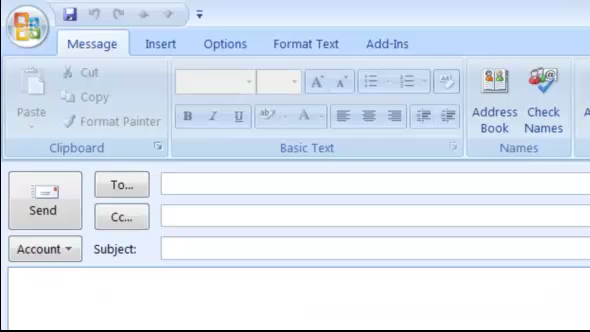 Message Insert Options Format Text Add-Ins
Cut
Copy
Paste
Format Painter
Clipboard
A A
B I U ab A
Basic Text
Address Book
Check Names
Names
Send
To...
Cc...
Account
Subject: